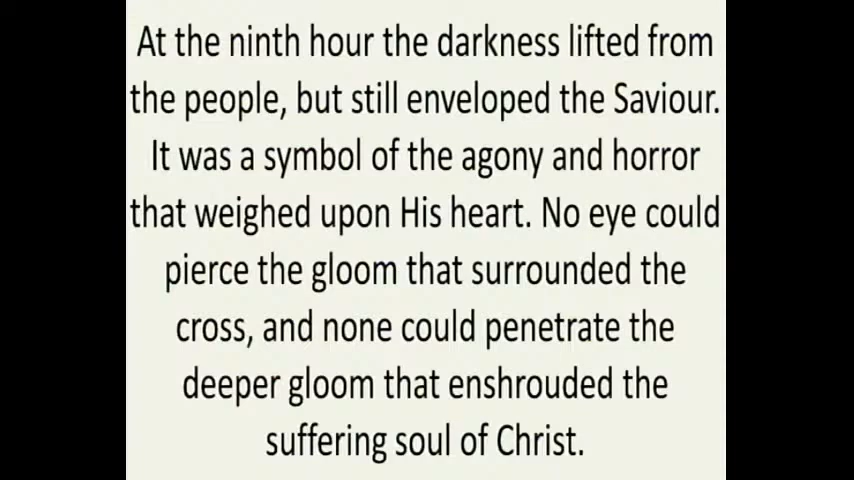 At the ninth hour the darkness lifted from
the people, but still enveloped the Saviour.
It was a symbol of the agony and horror
that weighed upon His heart. No eye could
pierce the gloom that surrounded the
cross, and none could penetrate the
deeper gloom that enshrouded the
suffering soul of Christ.